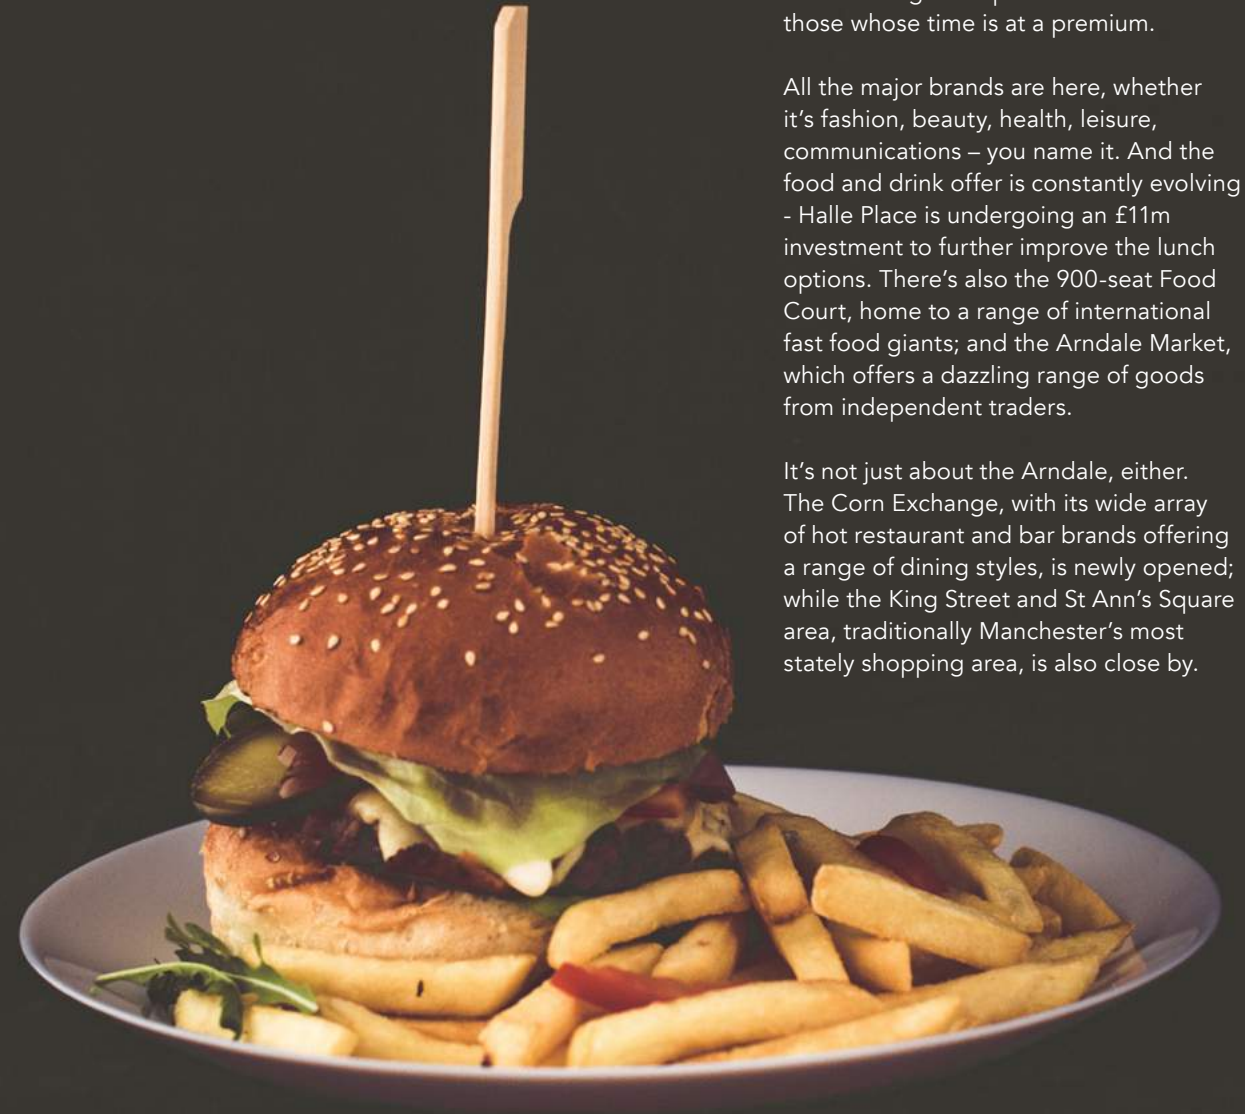 those whose time is at a premium.
All the major brands are here, whether
it’s fashion, beauty, health, leisure,
communications – you name it. And the
food and drink offer is constantly evolving
- Halle Place is undergoing an £11m
investment to further improve the lunch
options. There’s also the 900-seat Food
Court, home to a range of international
fast food giants; and the Arndale Market,
which offers a dazzling range of goods
from independent traders.
It’s not just about the Arndale, either.
The Corn Exchange, with its wide array
of hot restaurant and bar brands offering
a range of dining styles, is newly opened;
while the King Street and St Ann’s Square
area, traditionally Manchester’s most
stately shopping area, is also close by.